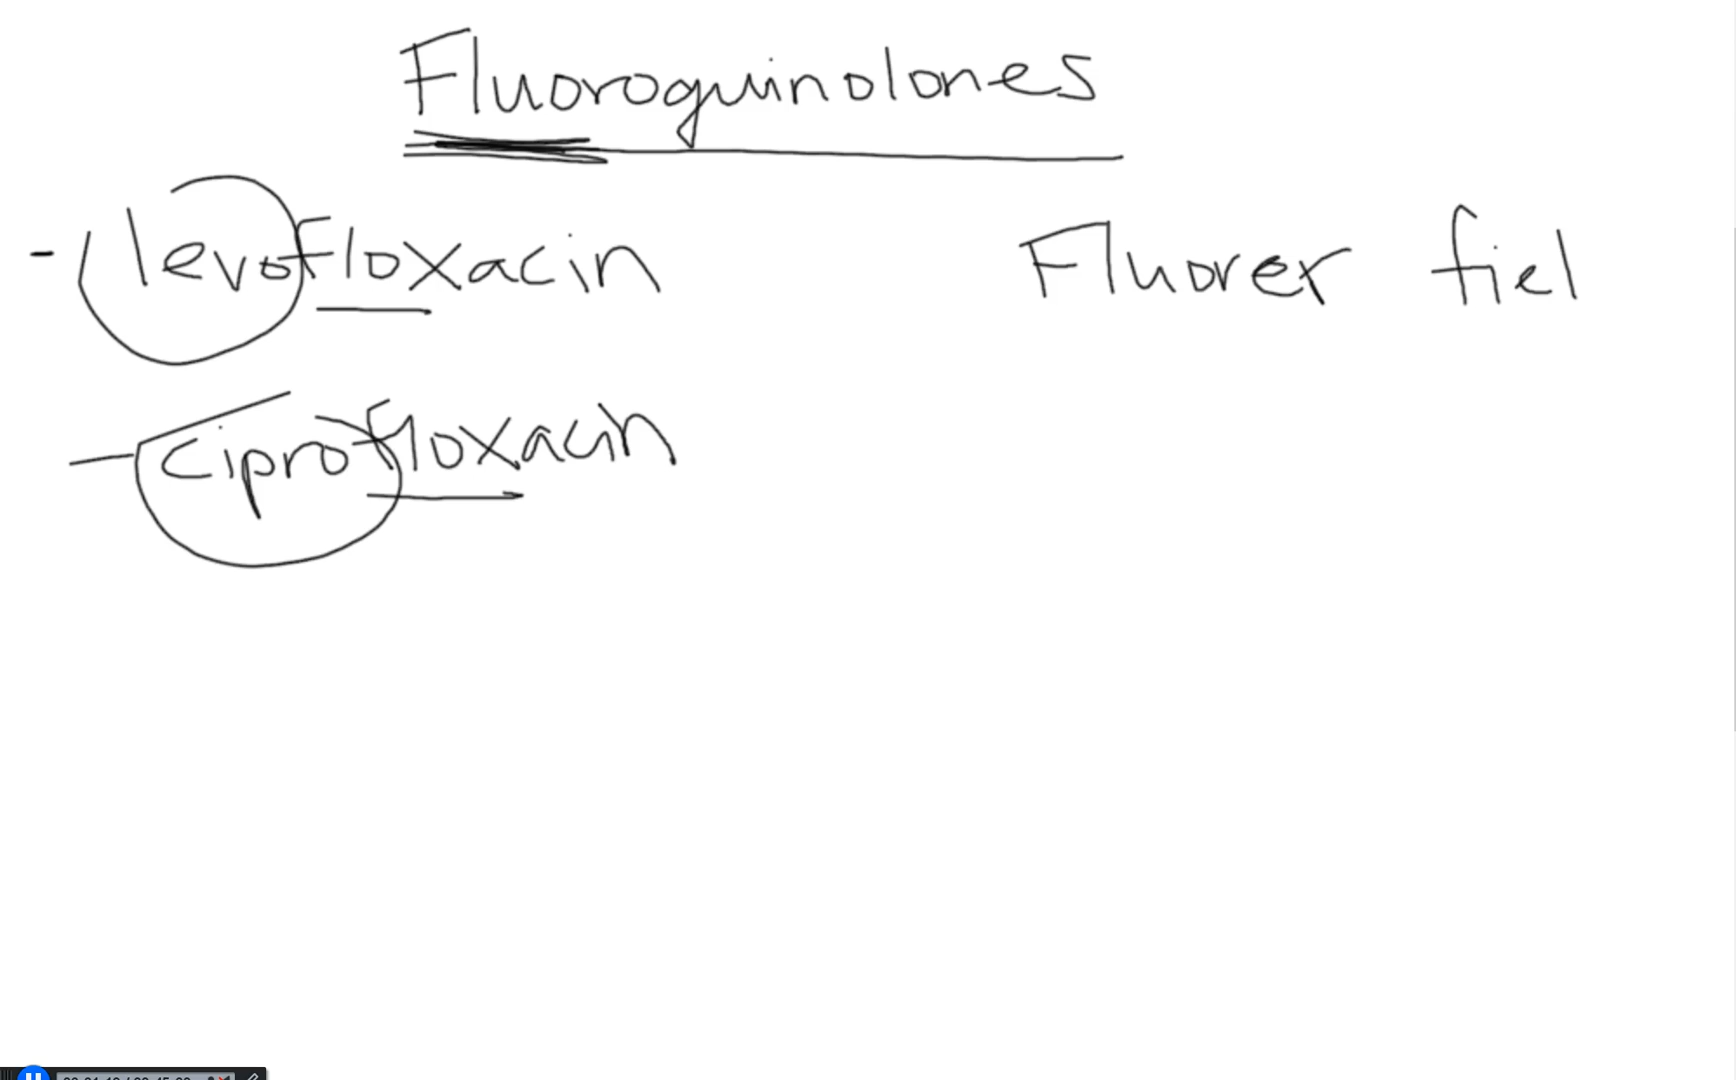 Fluoroquinolones
- levofloxacin
Fluorer fiel
- ciprofloxacin